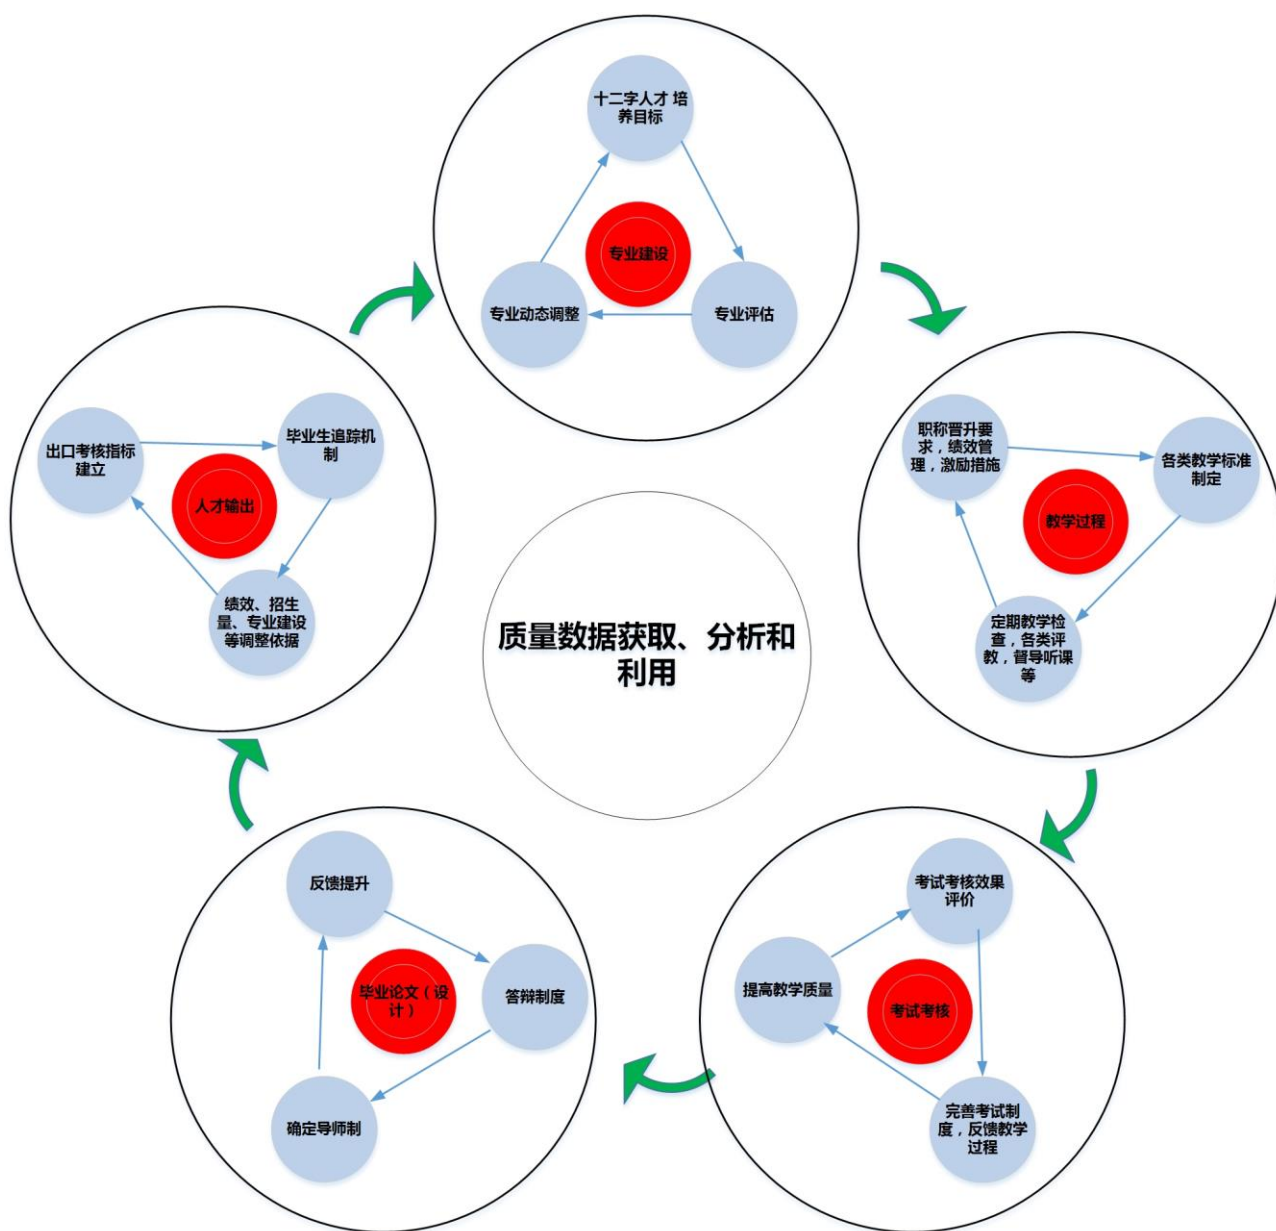 十二字人才 培
养目标
专业建设
专业动态调整
专业评估
职称晋升要
求，绩效管
理，激励措施
各类教学标准
制定
教学过程
定期教学检
查，各类评
教，督导听课
等
考试考核效果
评价
提高教学质量
考试考核
完善考试制
度，反馈教学
过程
反馈提升
毕业论文（设
计）
答辩制度
确定导师制
出口考核指标
建立
毕业生追踪机
制
人才输出
绩效、招生
量、专业建设
等调整依据
质量数据获取、分析和
利用